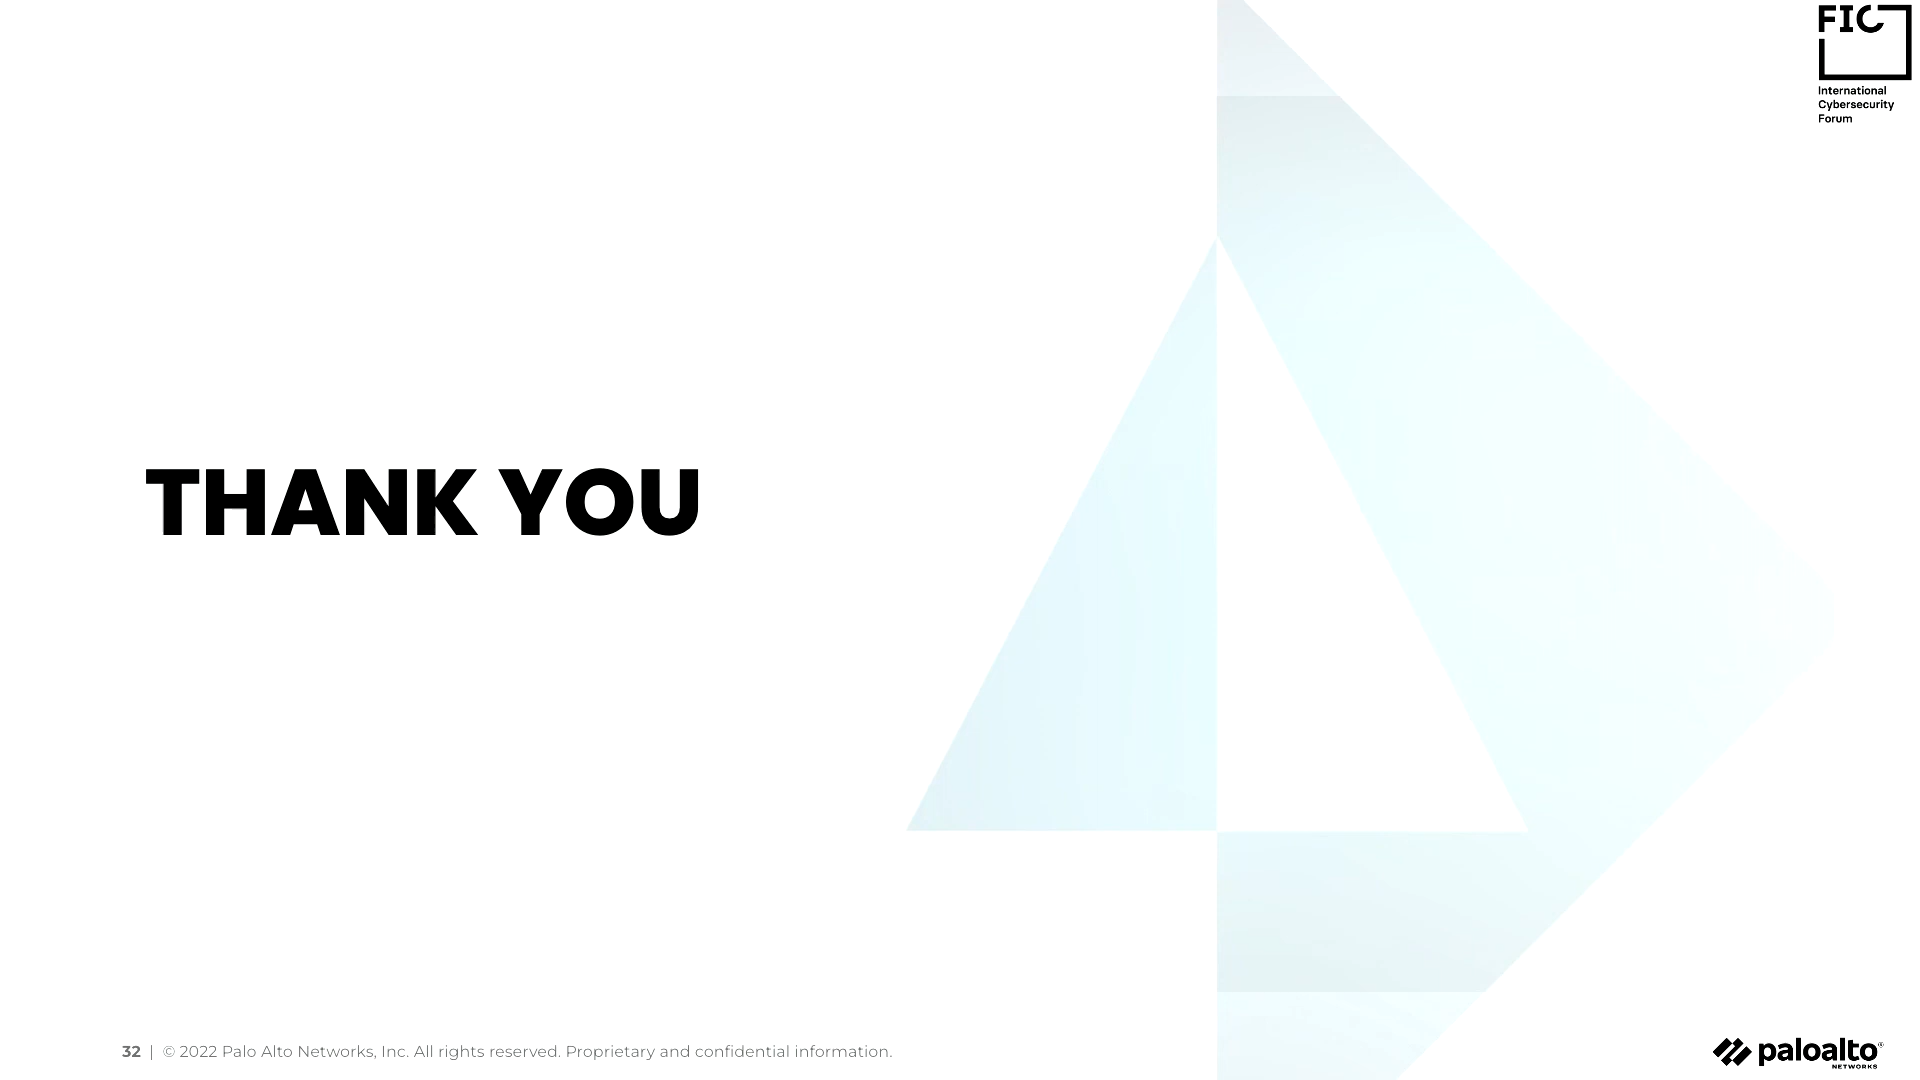 FIC
International
Cybersecurity
Forum
THANK YOU
32 | © 2022 Palo Alto Networks, Inc. All rights reserved. Proprietary and confidential information.
paloalto®
NETWORKS